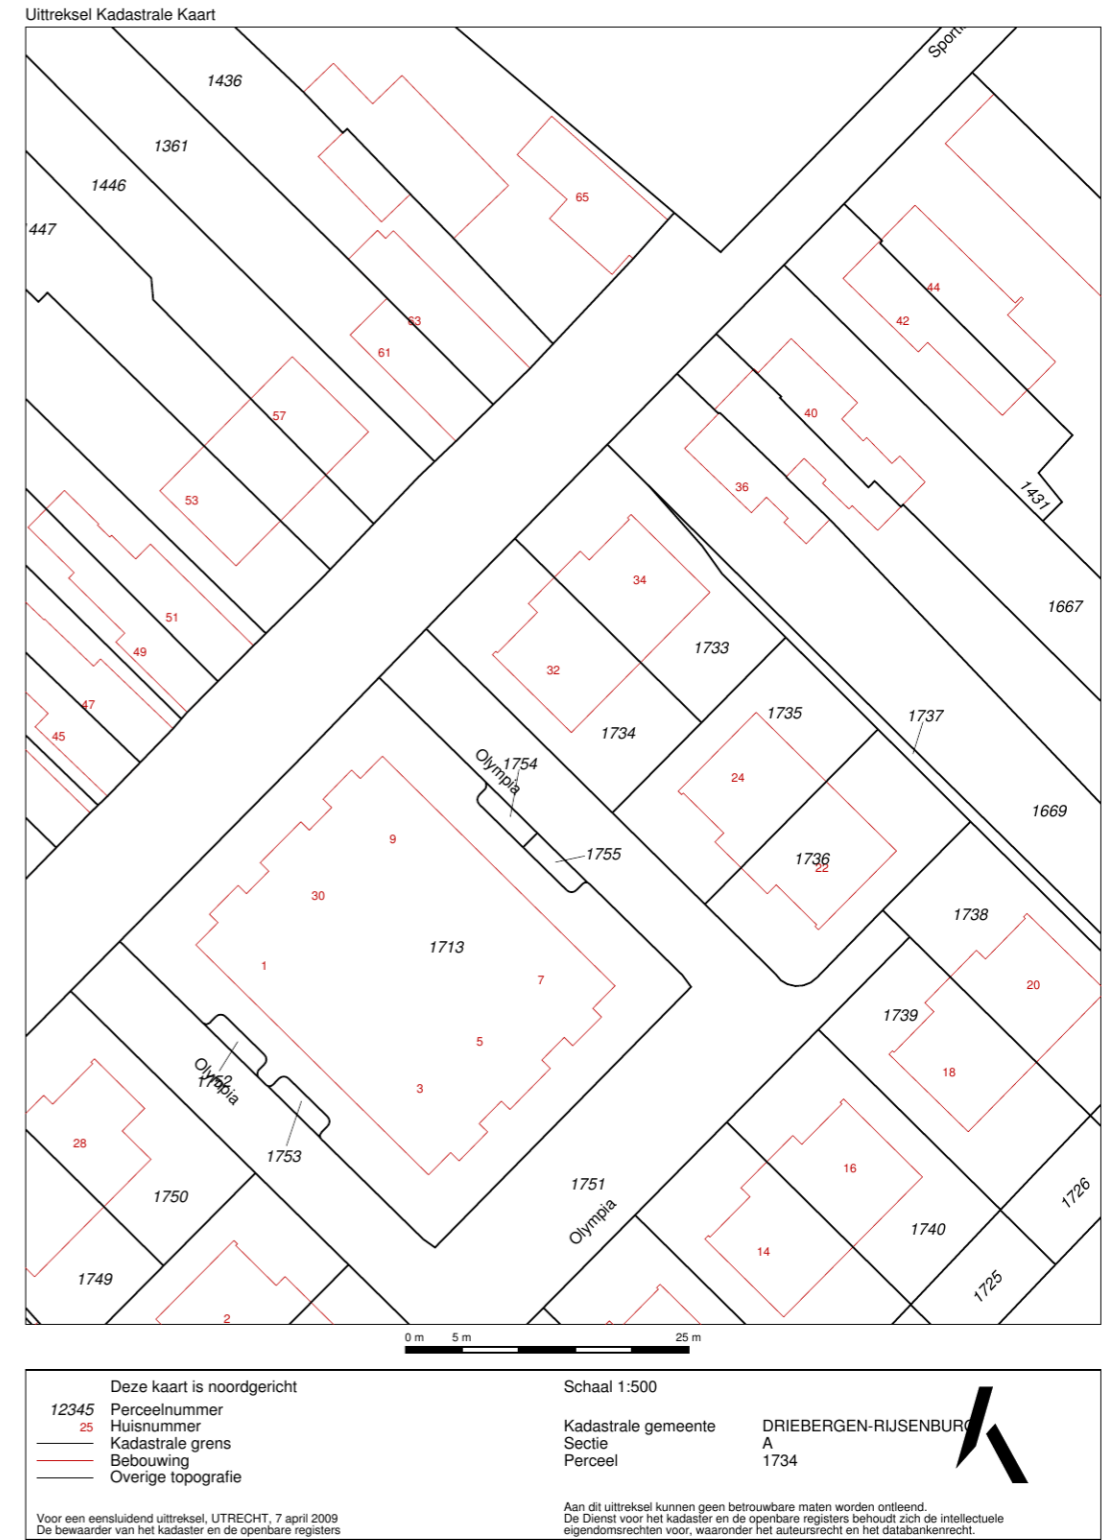 Uittreksel Kadastrale Kaart
1436
1361
1446
447
65
63
61
57
53
51
49
47
45
44
42
40
36
1431
1667
34
1733
32
1734
1735
1737
24
1736
22
1669
Olympia
1754
1755
9
30
1713
1
7
5
3
1738
20
1739
18
Olympia
1753
28
1750
1749
2
1751
Olympia
16
14
1740
1726
1725
0 m 5 m 25 m
Deze kaart is noordgericht
12345 Perceelnummer
25 Huisnummer
Kadastrale grens
Bebouwing
Overige topografie
Voor een eensluidend uittreksel, UTRECHT, 7 april 2009
De bewaarder van het kadaster en de openbare registers
Schaal 1:500
Kadastrale gemeente DRIEBERGEN-RIJSENBURG
Sectie A
Perceel 1734
Aan dit uittreksel kunnen geen betrouwbare maten worden ontleend.
De Dienst voor het kadaster en de openbare registers behoudt zich de intellectuele
eigendomsrechten voor, waaronder het auteursrecht en het databankenrecht.